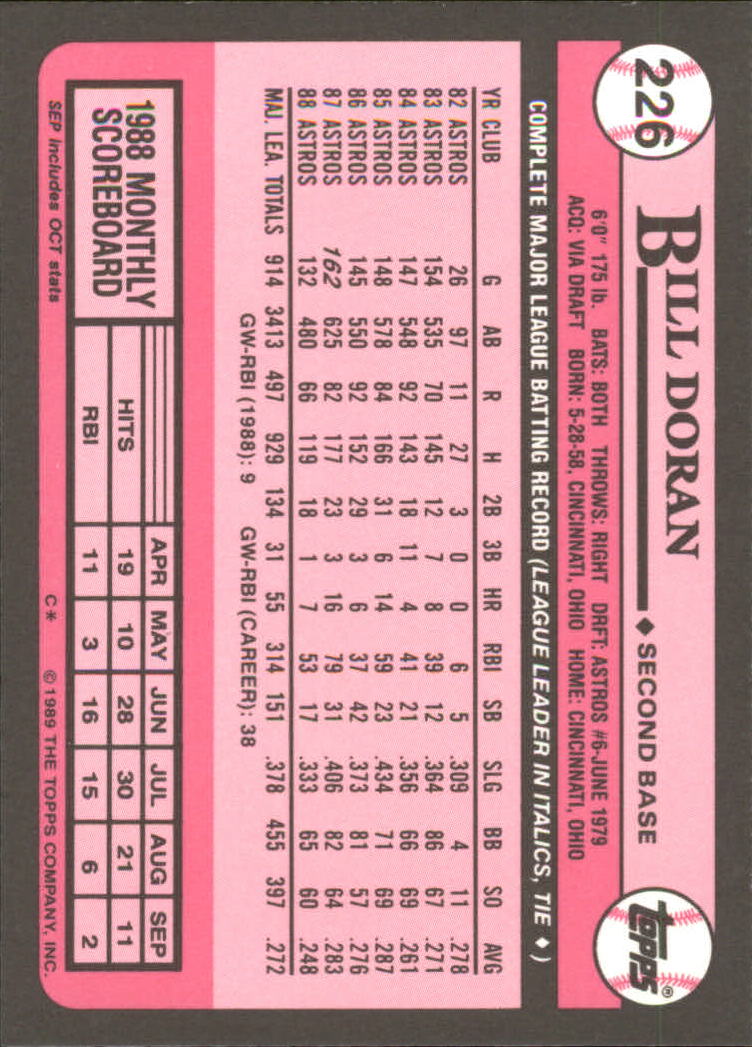 226
BILL DORAN ♦ SECOND BASE
topps®
6'0" 175 lb. BATS: BOTH THROWS: RIGHT DRFT: ASTROS #6-JUNE 1979
ACQ: VIA DRAFT BORN: 5-28-58, CINCINNATI, OHIO HOME: CINCINNATI, OHIO
COMPLETE MAJOR LEAGUE BATTING RECORD (LEAGUE LEADER IN ITALICS, TIE ♦)
YR CLUB G AB R H 2B 3B HR RBI SB SLG BB SO AVG
82 ASTROS 26 97 11 27 3 0 0 6 5 .309 4 11 .278
83 ASTROS 154 535 70 145 12 7 8 39 12 .364 86 67 .271
84 ASTROS 147 548 92 143 18 11 4 41 21 .356 66 69 .261
85 ASTROS 148 578 84 166 31 6 14 59 23 .434 71 69 .287
86 ASTROS 145 550 92 152 29 3 6 37 42 .373 81 57 .276
87 ASTROS 162 625 82 177 23 3 16 79 31 .406 82 64 .283
88 ASTROS 132 480 66 119 18 1 7 53 17 .333 65 60 .248
MAJ. LEA. TOTALS 914 3413 497 929 134 31 55 314 151 .378 455 397 .272
GW-RBI (1988): 9 GW-RBI (CAREER): 38
1988 MONTHLY
SCOREBOARD
APR MAY JUN JUL AUG SEP
HITS 19 10 28 30 21 11
RBI 11 3 16 15 6 2
SEP includes OCT stats C* ©1989 THE TOPPS COMPANY, INC.